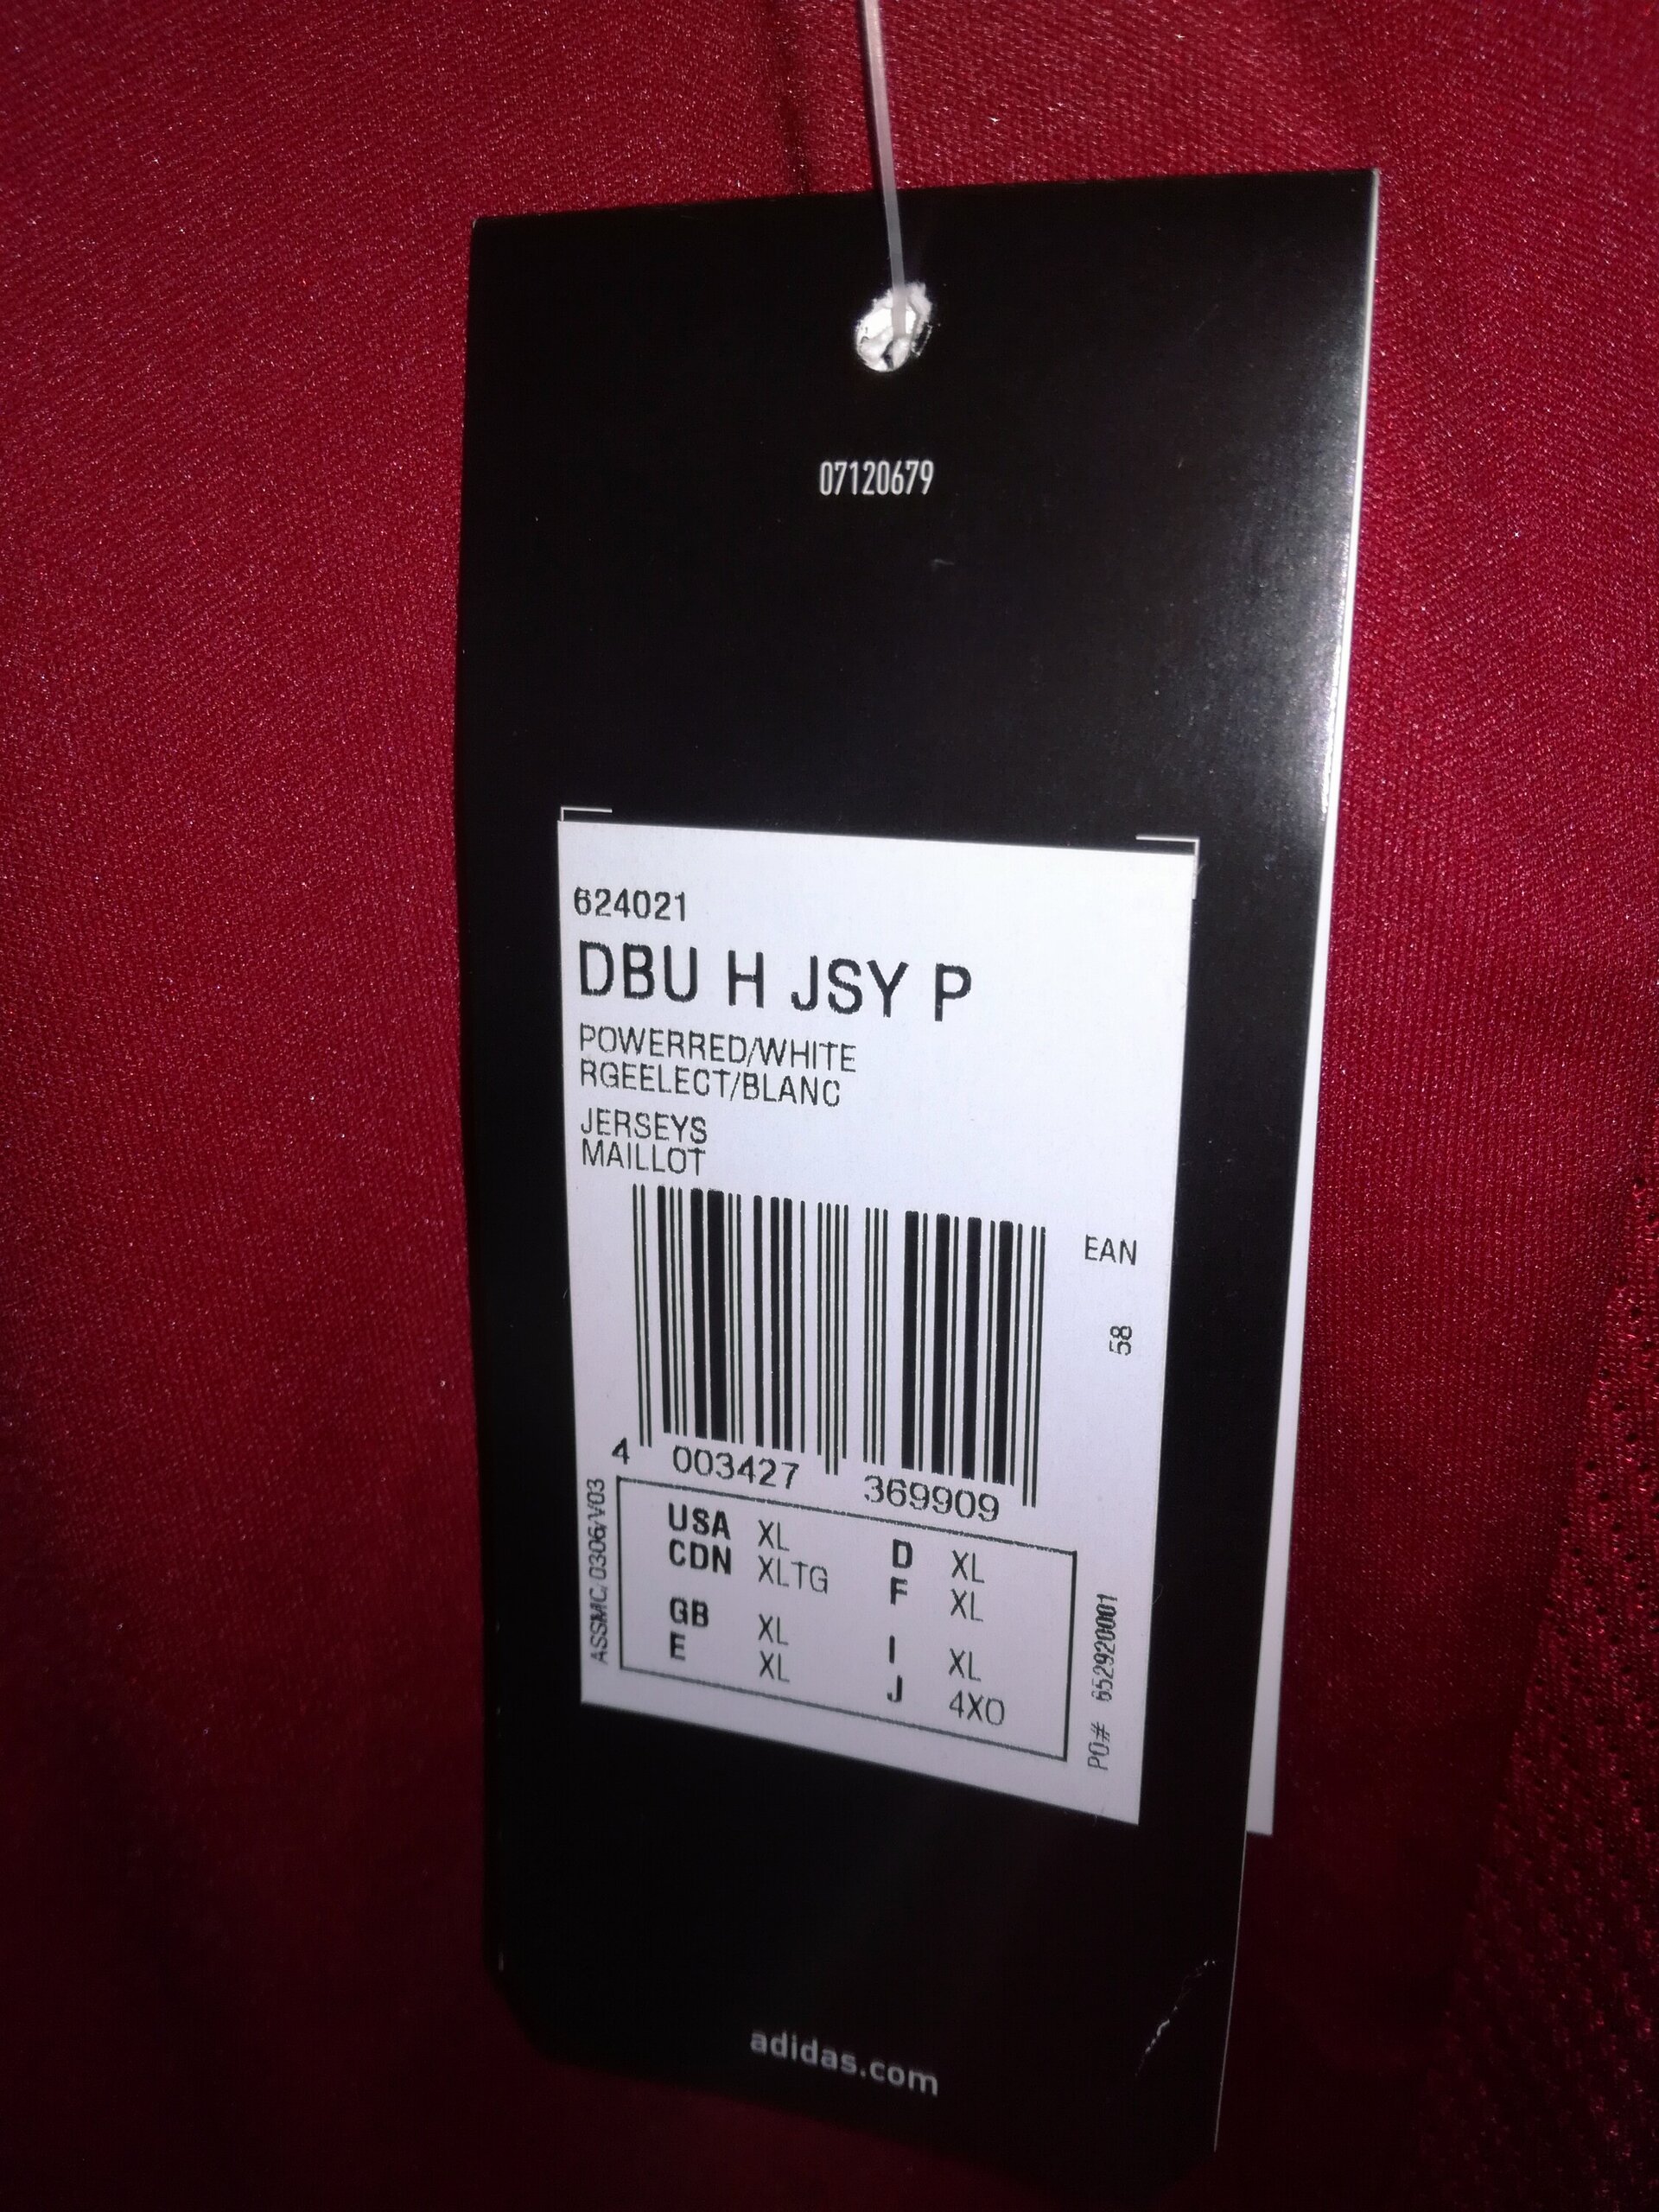 07120679
624021
DBU H JSY P
POWERRED/WHITE
RGEELECT/BLANC
JERSEYS
MAILLOT
EAN
58
4 003427 369909
ASSMC/0306/V03
USA XL D XL
CDN XLTG F XL
GB XL I XL
E XL J 4XO
PO# 652920001
adidas.com